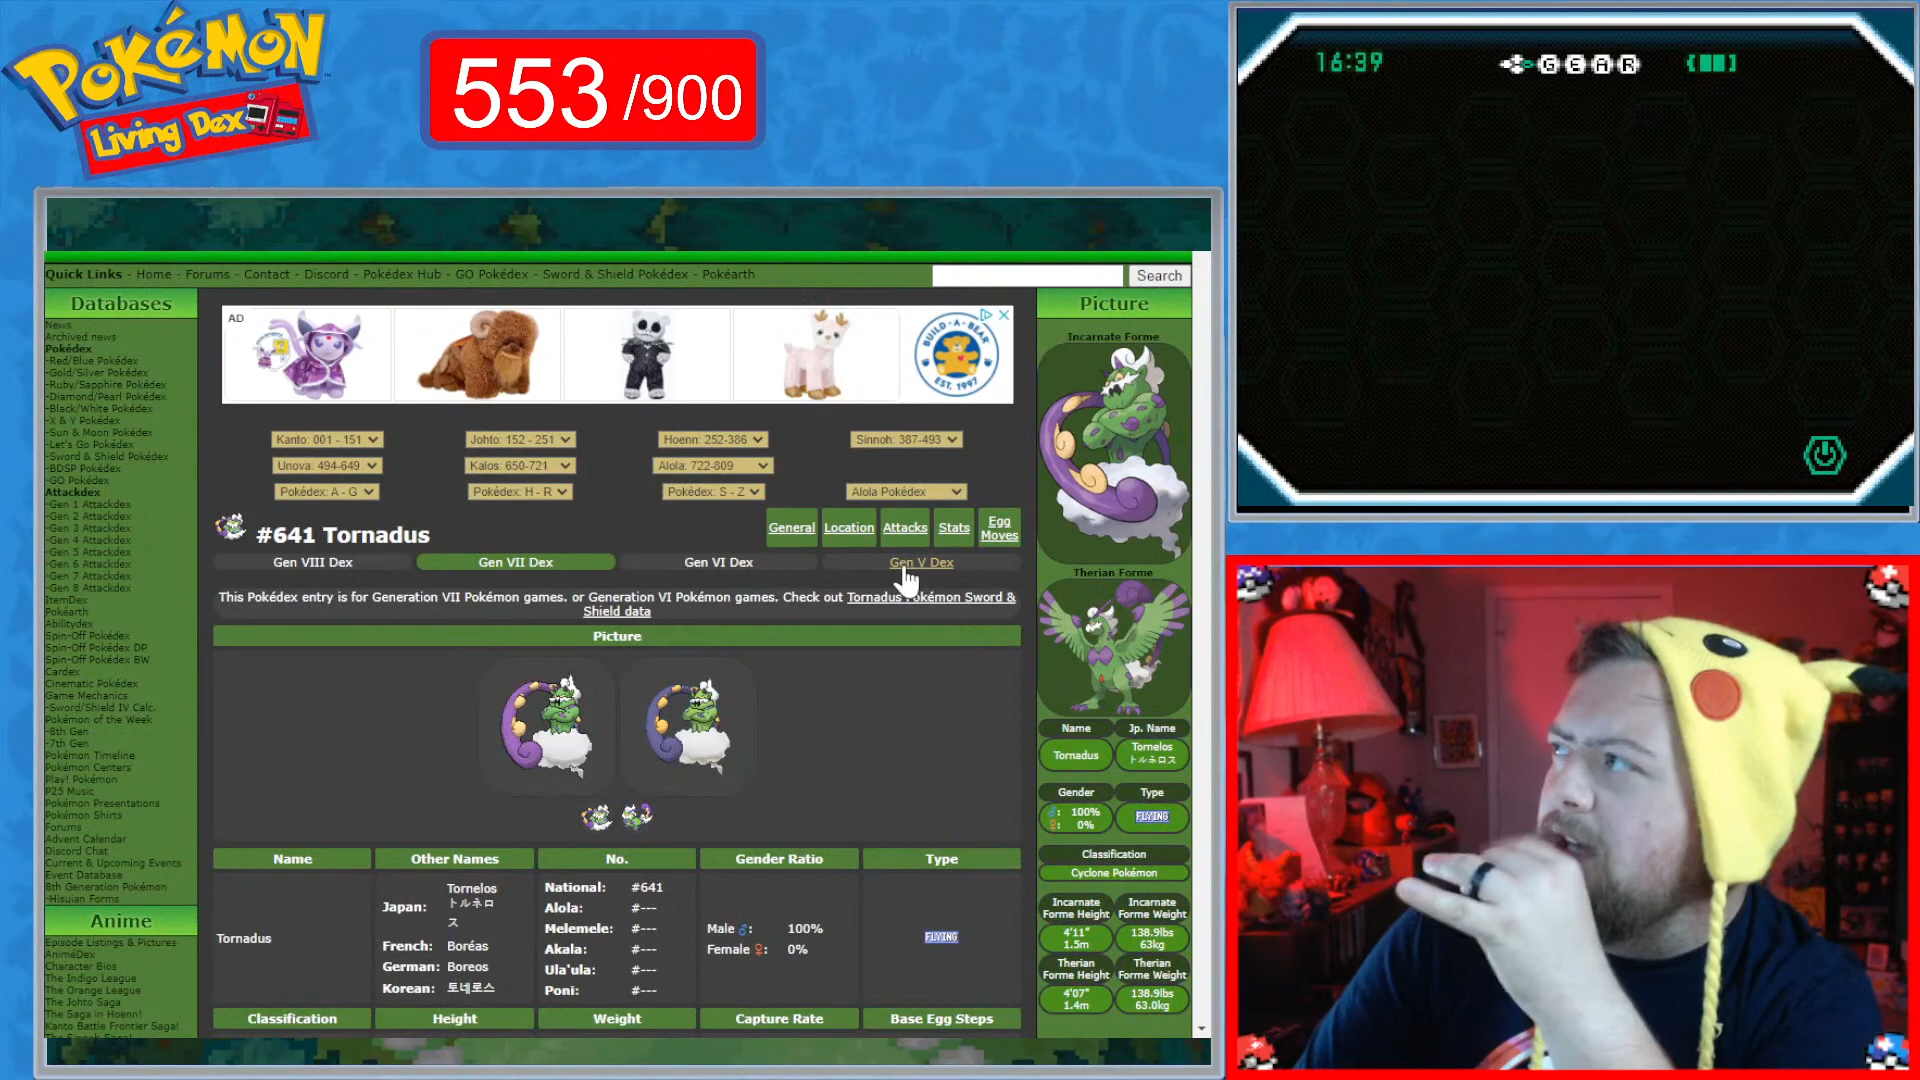 POKÉMON
Living Dex
553 /900
16:39 GEAR
Quick Links - Home - Forums - Contact - Discord - Pokédex Hub - GO Pokédex - Sword & Shield Pokédex - Pokéarth
Search
Databases
News
Archived news
Pokédex
-Red/Blue Pokédex
-Gold/Silver Pokédex
-Ruby/Sapphire Pokédex
-Diamond/Pearl Pokédex
-Black/White Pokédex
-X & Y Pokédex
-Sun & Moon Pokédex
-Let's Go Pokédex
-Sword & Shield Pokédex
-BDSP Pokédex
-GO Pokédex
Attackdex
-Gen 1 Attackdex
-Gen 2 Attackdex
-Gen 3 Attackdex
-Gen 4 Attackdex
-Gen 5 Attackdex
-Gen 6 Attackdex
-Gen 7 Attackdex
-Gen 8 Attackdex
ItemDex
Pokéarth
Abilitydex
Spin-Off Pokédex
Spin-Off Pokédex DP
Spin-Off Pokédex BW
Cardex
Cinematic Pokédex
Game Mechanics
-Sword/Shield IV Calc.
Pokémon of the Week
-8th Gen
-7th Gen
Pokémon Timeline
Pokémon Centers
Play! Pokémon
P25 Music
Pokémon Presentations
Pokémon Shirts
Forums
Advent Calendar
Discord Chat
Current & Upcoming Events
Event Database
8th Generation Pokémon
-Hisuian Forms
Anime
Episode Listings & Pictures
AniméDex
Character Bios
The Indigo League
The Orange League
The Johto Saga
The Saga in Hoenn!
Kanto Battle Frontier Saga!
AD
BUILD-A-BEAR
EST. 1997
Kanto: 001 - 151
Johto: 152 - 251
Hoenn: 252-386
Sinnoh: 387-493
Unova: 494-649
Kalos: 650-721
Alola: 722-809
Pokédex: A - G
Pokédex: H - R
Pokédex: S - Z
Alola Pokédex
#641 Tornadus
General
Location
Attacks
Stats
Egg Moves
Gen VIII Dex
Gen VII Dex
Gen VI Dex
Gen V Dex
This Pokédex entry is for Generation VII Pokémon games. or Generation VI Pokémon games. Check out Tornadus Pokémon Sword &
Shield data
Picture
Name
Other Names
No.
Gender Ratio
Type
Tornadus
Japan: Tornelos トルネロス
French: Boréas
German: Boreos
Korean: 토네로스
National: #641
Alola: #---
Melemele: #---
Akala: #---
Ula'ula: #---
Poni: #---
Male ♂: 100%
Female ♀: 0%
FLYING
Classification
Height
Weight
Capture Rate
Base Egg Steps
Picture
Incarnate Forme
Therian Forme
Name
Jp. Name
Tornadus
Tornelos
トルネロス
Gender
Type
♂: 100%
♀: 0%
FLYING
Classification
Cyclone Pokémon
Incarnate Forme Height
Incarnate Forme Weight
4'11"
1.5m
138.9lbs
63kg
Therian Forme Height
Therian Forme Weight
4'07"
1.4m
138.9lbs
63.0kg